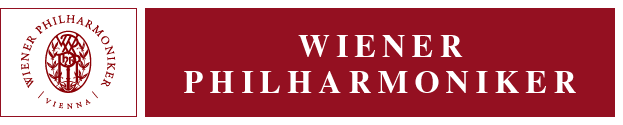 WIENER PHILHARMONIKER
| VIENNA |
WIENER
PHILHARMONIKER